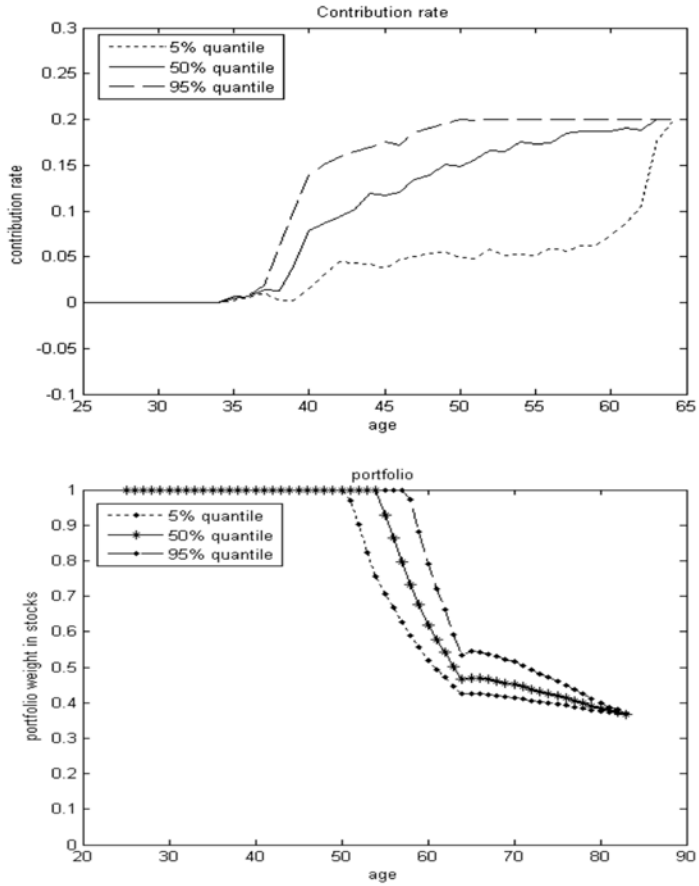 Contribution rate
0.3
0.25
0.2
0.15
0.1
0.05
0
-0.05
-0.1
5% quantile
50% quantile
95% quantile
contribution rate
25 30 35 40 45 50 55 60 65
age
portfolio
1
0.9
0.8
0.7
0.6
0.5
0.4
0.3
0.2
0.1
0
5% quantile
50% quantile
95% quantile
portfolio weight in stocks
20 30 40 50 60 70 80 90
age